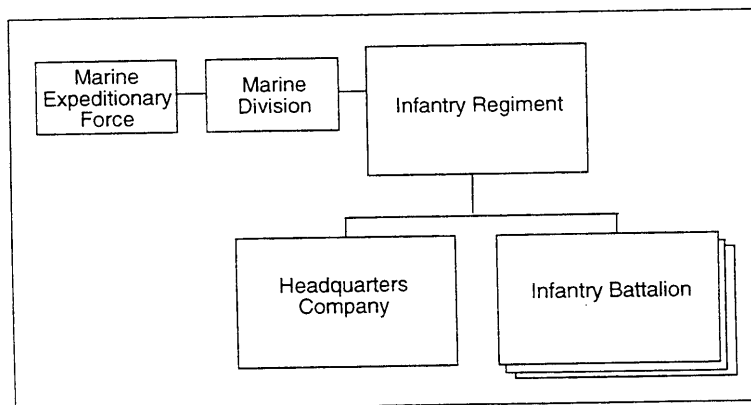 Marine
Expeditionary
Force
Marine
Division
Infantry Regiment
Headquarters
Company
Infantry Battalion